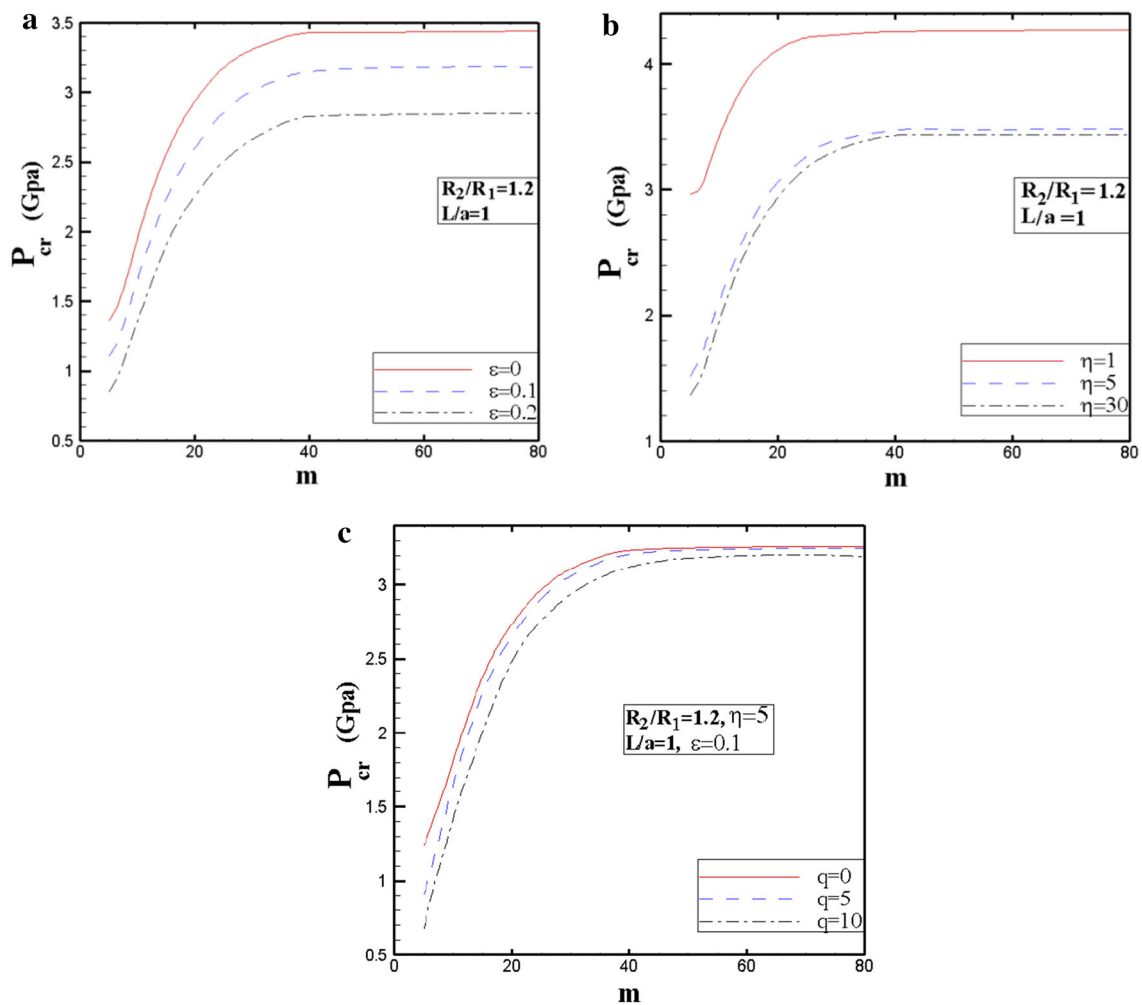 a
3.5
3
2.5
2
1.5
1
0.5
0
20
40
60
80
P_cr (Gpa)
m
R₂/R₁=1.2
L/a=1
ε=0
ε=0.1
ε=0.2
b
4
3
2
1
0
20
40
60
80
P_cr (Gpa)
m
R₂/R₁=1.2
L/a=1
η=1
η=5
η=30
c
3
2.5
2
1.5
1
0.5
0
20
40
60
80
P_cr (Gpa)
m
R₂/R₁=1.2, η=5
L/a=1, ε=0.1
q=0
q=5
q=10